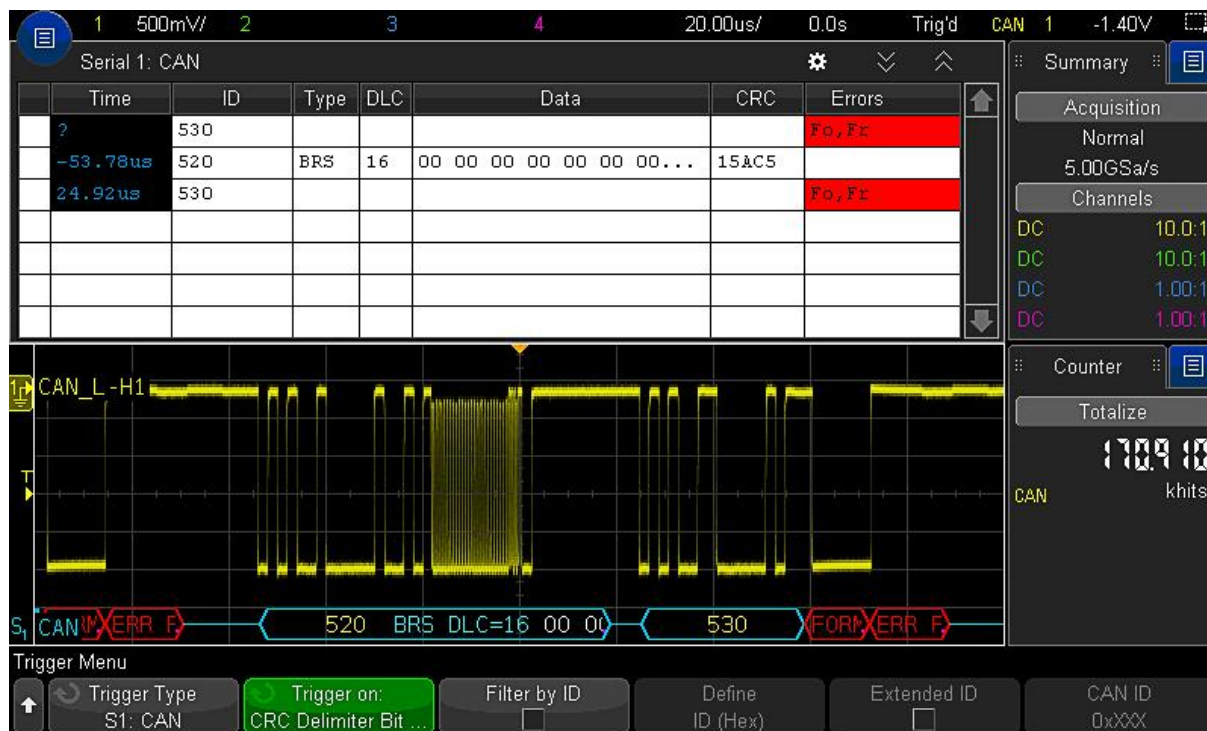 1 500mV/ 2 3 4 20.00us/ 0.0s Trig'd CAN 1 -1.40V
Serial 1: CAN
Time ID Type DLC Data CRC Errors
? 530 Fo,Fr
-53.78us 520 BRS 16 00 00 00 00 00 00 00... 15AC5
24.92us 530 Fo,Fr
Summary
Acquisition
Normal
5.00GSa/s
Channels
DC 10.0:1
DC 10.0:1
DC 1.00:1
DC 1.00:1
Counter
Totalize
170.910
CAN khits
1 CAN_L -H1
T
S1 CAN ERR F 520 BRS DLC=16 00 00 530 FORM ERR F
Trigger Menu
Trigger Type Trigger on: Filter by ID Define Extended ID CAN ID
S1: CAN CRC Delimiter Bit ... ID (Hex) 0xXXX